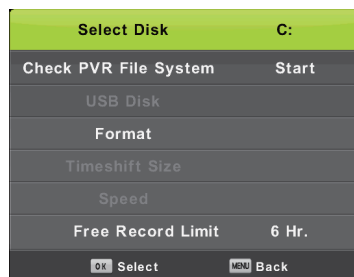 Select Disk C:
Check PVR File System Start
USB Disk
Format
Timeshift Size
Speed
Free Record Limit 6 Hr.
OK Select MENU Back